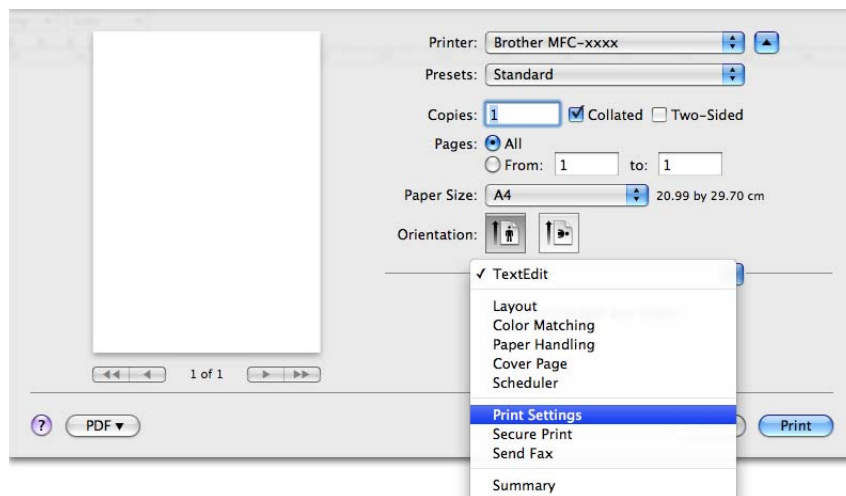 Printer: Brother MFC-xxxx
Presets: Standard
Copies: 1 Collated Two-Sided
Pages: All
From: 1 to: 1
Paper Size: A4 20.99 by 29.70 cm
Orientation:
✓ TextEdit
Layout
Color Matching
Paper Handling
Cover Page
Scheduler
Print Settings
Secure Print
Send Fax
Summary
1 of 1
? PDF ▼ Print